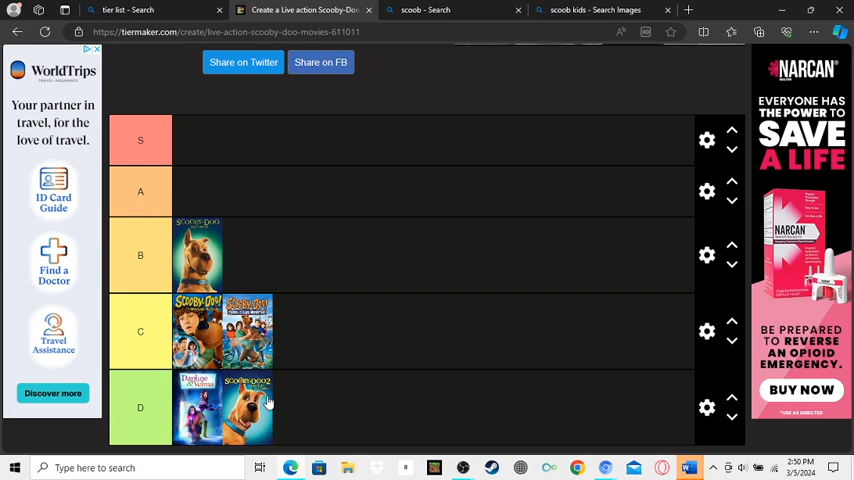 tier list - Search
Create a Live action Scooby-Doo
scoob - Search
scoob kids - Search Images
https://tiermaker.com/create/live-action-scooby-doo-movies-611011
Share on Twitter
Share on FB
WorldTrips
TRAVEL INSURANCE
Your partner in
travel, for the
love of travel.
ID Card
Guide
Find a
Doctor
Travel
Assistance
Discover more
S
A
B
SCOOBY-DOO
C
SCOOBY-DOO!
SCOOBY-DOO!
D
Daphne
& Velma
SCOOBY-DOO 2
NARCAN
EVERYONE HAS
THE POWER TO
SAVE
A LIFE
NARCAN
BE PREPARED
TO REVERSE
AN OPIOID
EMERGENCY.
BUY NOW
*USE AS DIRECTED
Type here to search
2:50 PM
3/5/2024